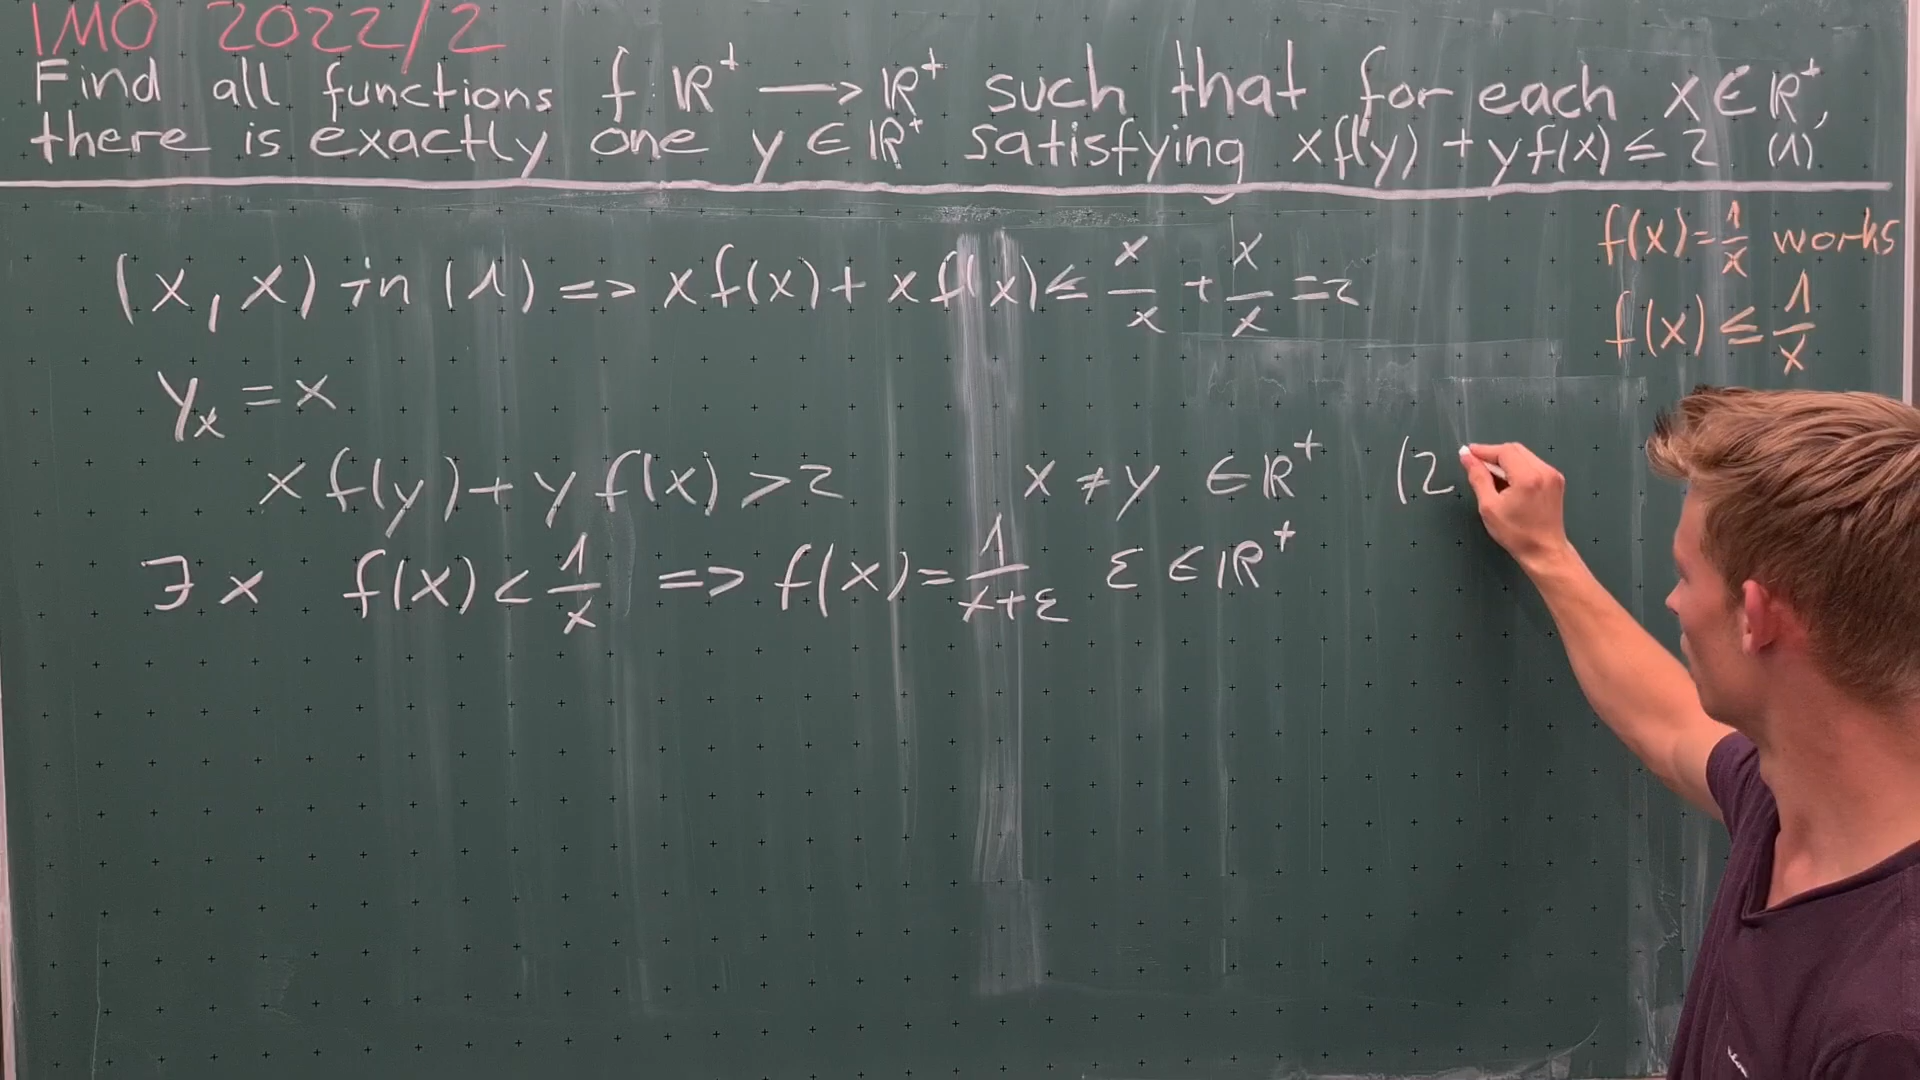 IMO 2022/2
Find all functions f: ℝ⁺ → ℝ⁺ such that for each x ∈ ℝ⁺,
there is exactly one y ∈ ℝ⁺ satisfying xf(y) + yf(x) ≤ 2 (1)
f(x) = 1/x works
(x, x) in (1) => xf(x) + xf(x) ≤ x/x + x/x = 2
f(x) ≤ 1/x
yₓ = x
xf(y) + yf(x) > 2 x ≠ y ∈ ℝ⁺ (2
∃ x f(x) < 1/x => f(x) = 1/(x+ε) ε ∈ ℝ⁺